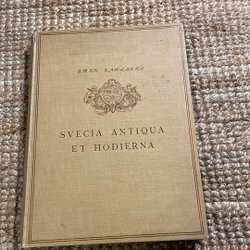 SVECIA ANTIQUA
ET HODIERNA